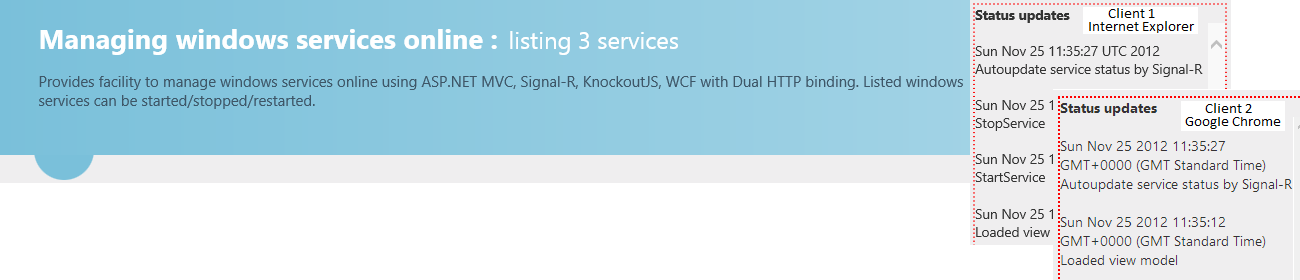 Managing windows services online : listing 3 services
Provides facility to manage windows services online using ASP.NET MVC, Signal-R, KnockoutJS, WCF with Dual HTTP binding. Listed windows
services can be started/stopped/restarted.
Status updates
Client 1
Internet Explorer
Sun Nov 25 11:35:27 UTC 2012
Autoupdate service status by Signal-R
Sun Nov 25 1
StopService
Sun Nov 25 1
StartService
Sun Nov 25 1
Loaded view
Status updates
Client 2
Google Chrome
Sun Nov 25 2012 11:35:27
GMT+0000 (GMT Standard Time)
Autoupdate service status by Signal-R
Sun Nov 25 2012 11:35:12
GMT+0000 (GMT Standard Time)
Loaded view model